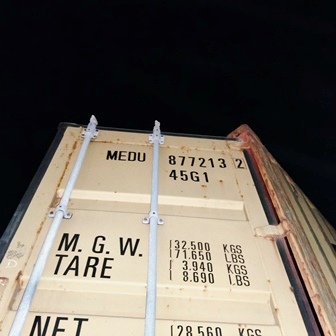 MEDU 877213 2
45G1
M. G. W. 32.500 KGS
71.650 LBS
TARE 3.940 KGS
8.690 LBS
NET 28.560 KGS